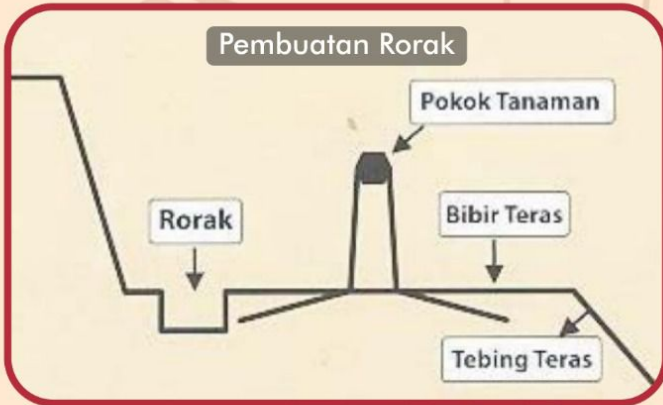 Pembuatan Rorak
Pokok Tanaman
Rorak
Bibir Teras
Tebing Teras